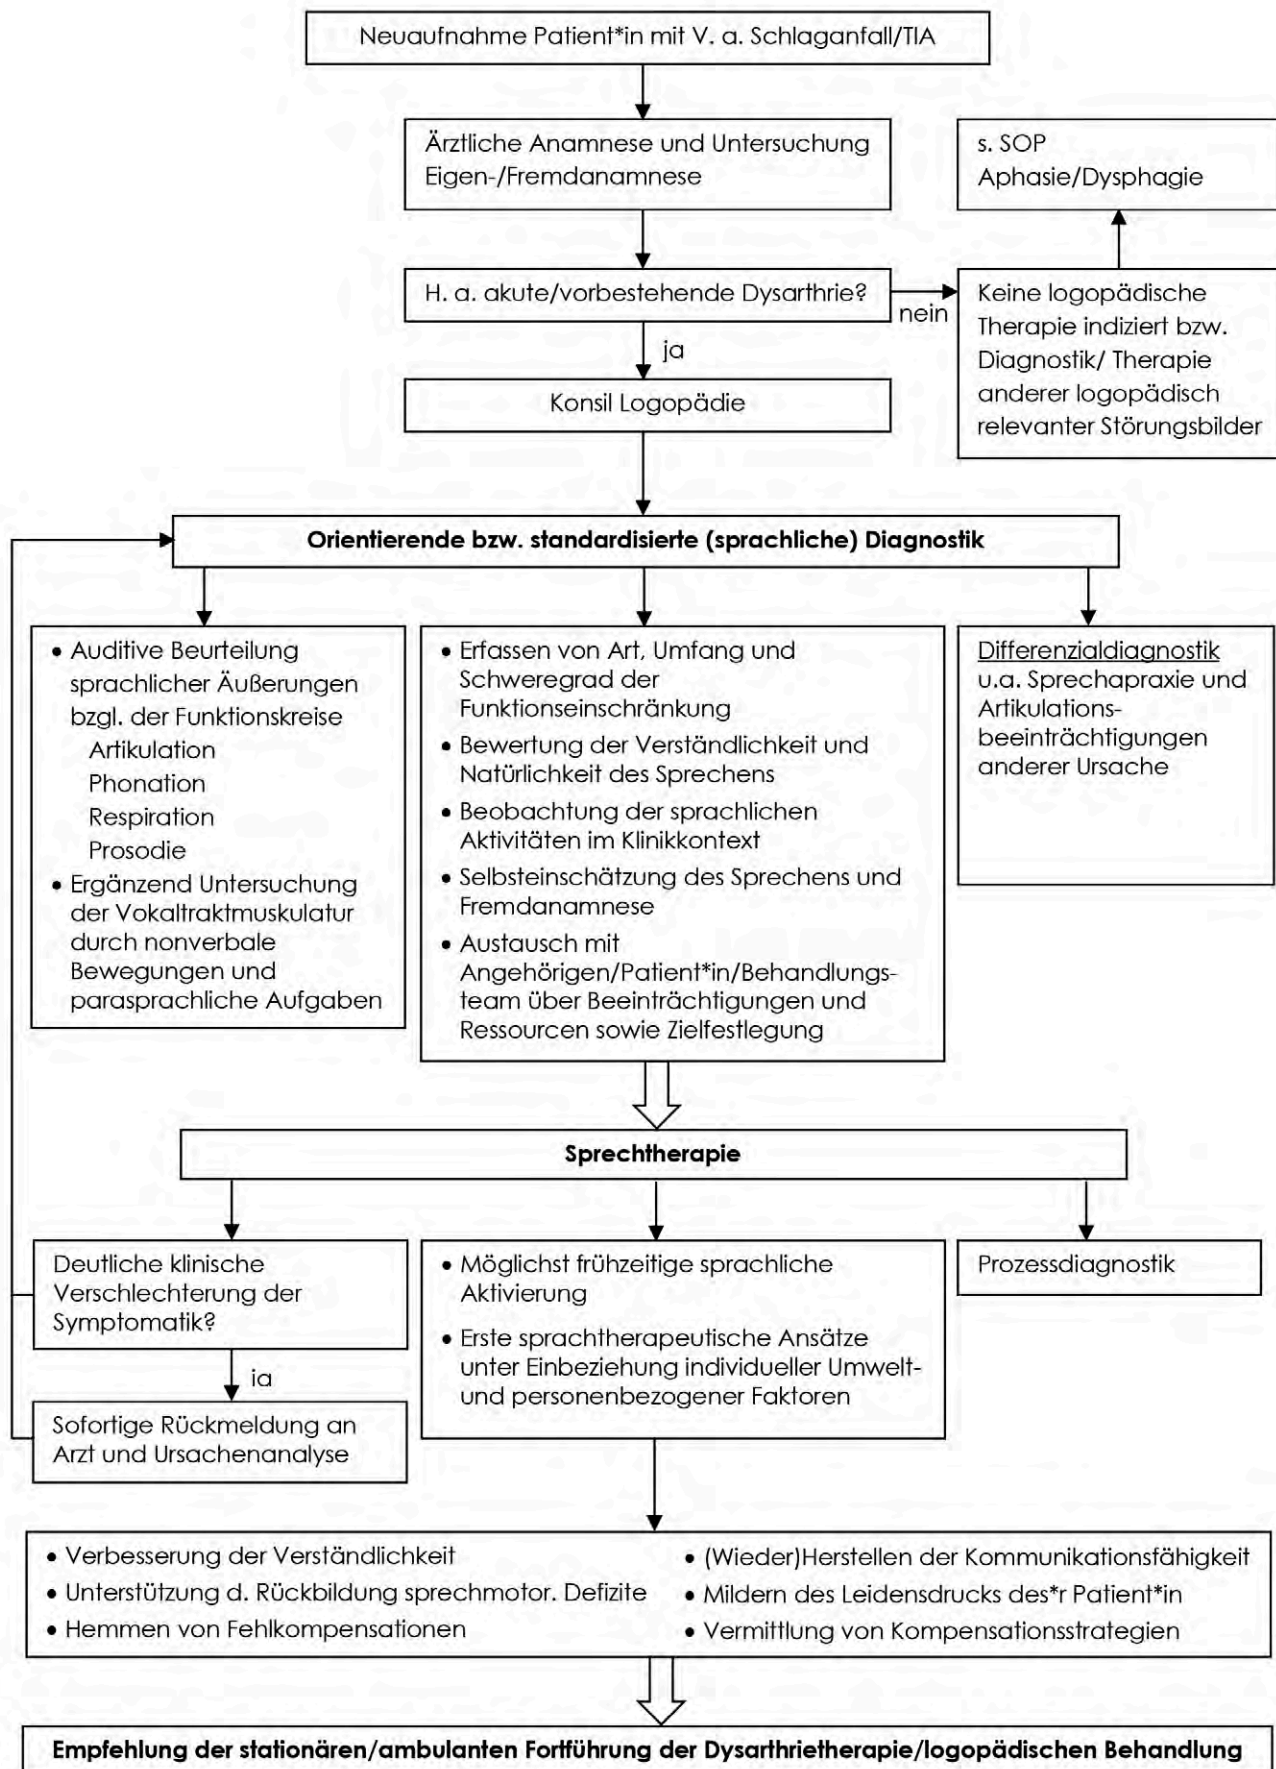 Neuaufnahme Patient*in mit V. a. Schlaganfall/TIA
Ärztliche Anamnese und Untersuchung
Eigen-/Fremdanamnese
s. SOP
Aphasie/Dysphagie
H. a. akute/vorbestehende Dysarthrie?
nein
Keine logopädische
Therapie indiziert bzw.
Diagnostik/ Therapie
anderer logopädisch
relevanter Störungsbilder
ja
Konsil Logopädie
Orientierende bzw. standardisierte (sprachliche) Diagnostik
• Auditive Beurteilung
sprachlicher Äußerungen
bzgl. der Funktionskreise
Artikulation
Phonation
Respiration
Prosodie
• Ergänzend Untersuchung
der Vokaltraktmuskulatur
durch nonverbale
Bewegungen und
parasprachliche Aufgaben
• Erfassen von Art, Umfang und
Schweregrad der
Funktionseinschränkung
• Bewertung der Verständlichkeit und
Natürlichkeit des Sprechens
• Beobachtung der sprachlichen
Aktivitäten im Klinikkontext
• Selbsteinschätzung des Sprechens und
Fremdanamnese
• Austausch mit
Angehörigen/Patient*in/Behandlungs-
team über Beeinträchtigungen und
Ressourcen sowie Zielfestlegung
Differenzialdiagnostik
u.a. Sprechapraxie und
Artikulations-
beeinträchtigungen
anderer Ursache
Sprechtherapie
Deutliche klinische
Verschlechterung der
Symptomatik?
ja
Sofortige Rückmeldung an
Arzt und Ursachenanalyse
• Möglichst frühzeitige sprachliche
Aktivierung
• Erste sprachtherapeutische Ansätze
unter Einbeziehung individueller Umwelt-
und personenbezogener Faktoren
Prozessdiagnostik
• Verbesserung der Verständlichkeit
• Unterstützung d. Rückbildung sprechmotor. Defizite
• Hemmen von Fehlkompensationen
• (Wieder)Herstellen der Kommunikationsfähigkeit
• Mildern des Leidensdrucks des*r Patient*in
• Vermittlung von Kompensationsstrategien
Empfehlung der stationären/ambulanten Fortführung der Dysarthrietherapie/logopädischen Behandlung